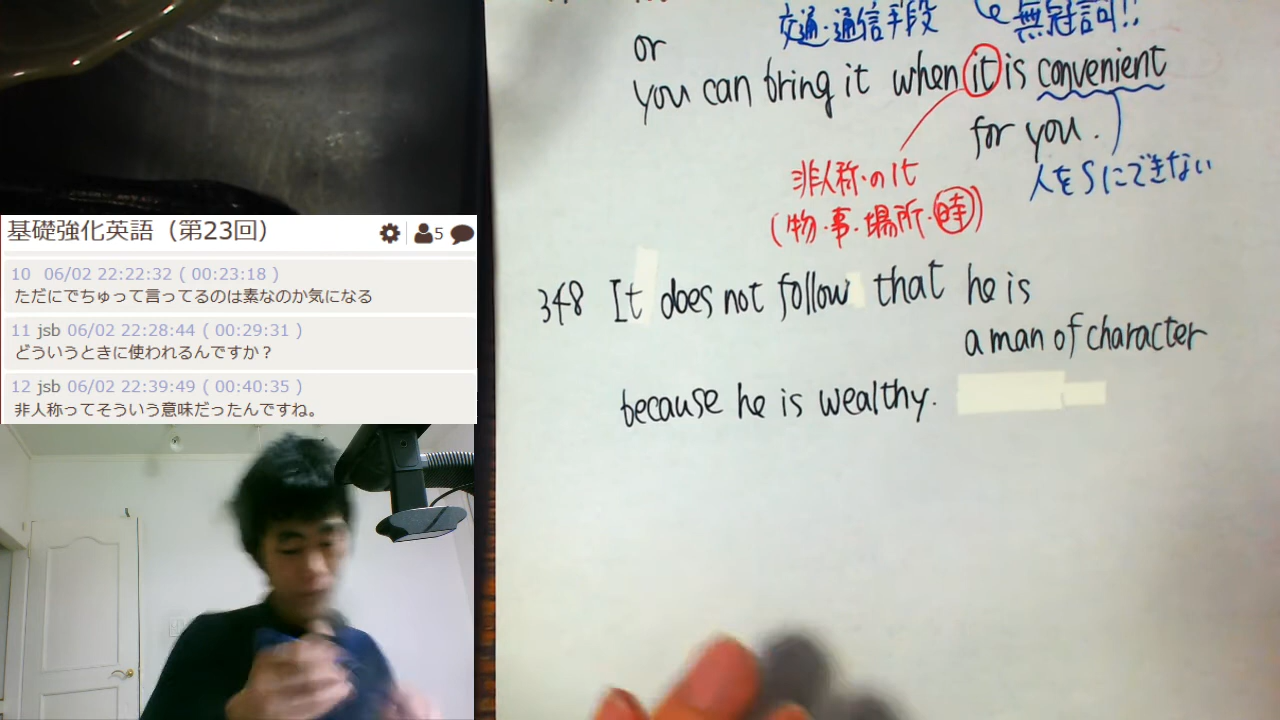 基礎強化英語（第23回）
5
10 06/02 22:22:32 ( 00:23:18 )
ただにでちゅって言ってるのは素なのか気になる
11 jsb 06/02 22:28:44 ( 00:29:31 )
どういうときに使われるんですか？
12 jsb 06/02 22:39:49 ( 00:40:35 )
非人称ってそういう意味だったんですね。
交通・通信手段
無冠詞!!
or
you can bring it when it is convenient
for you.
非人称のit
人をSにできない
(物・事・場所・時)
348 It does not follow that he is
a man of character
because he is wealthy.